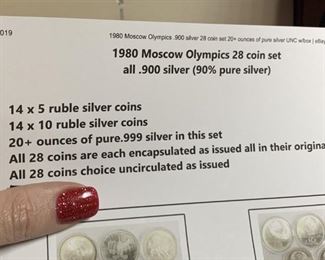 2019
1980 Moscow Olympics .900 silver 28 coin set 20+ ounces of pure silver UNC w/box | eBay
1980 Moscow Olympics 28 coin set
all .900 silver (90% pure silver)
14 x 5 ruble silver coins
14 x 10 ruble silver coins
20+ ounces of pure.999 silver in this set
All 28 coins are each encapsulated as issued all in their origina
All 28 coins choice uncirculated as issued